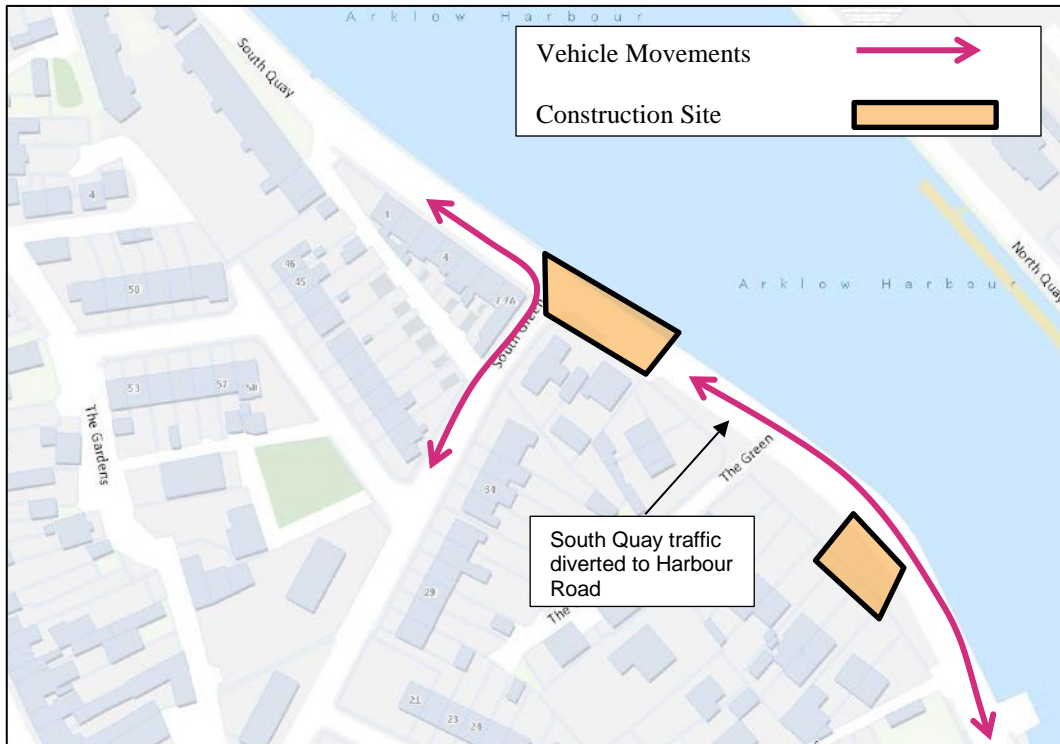 Arklow Harbour
South Quay
Vehicle Movements
Construction Site
4
1
4
46
45
50
7
7A
South Green
Arklow Harbour
North Quay
53
57
58
The Gardens
The Green
31
South Quay traffic
diverted to Harbour
Road
29
The
21
23
24